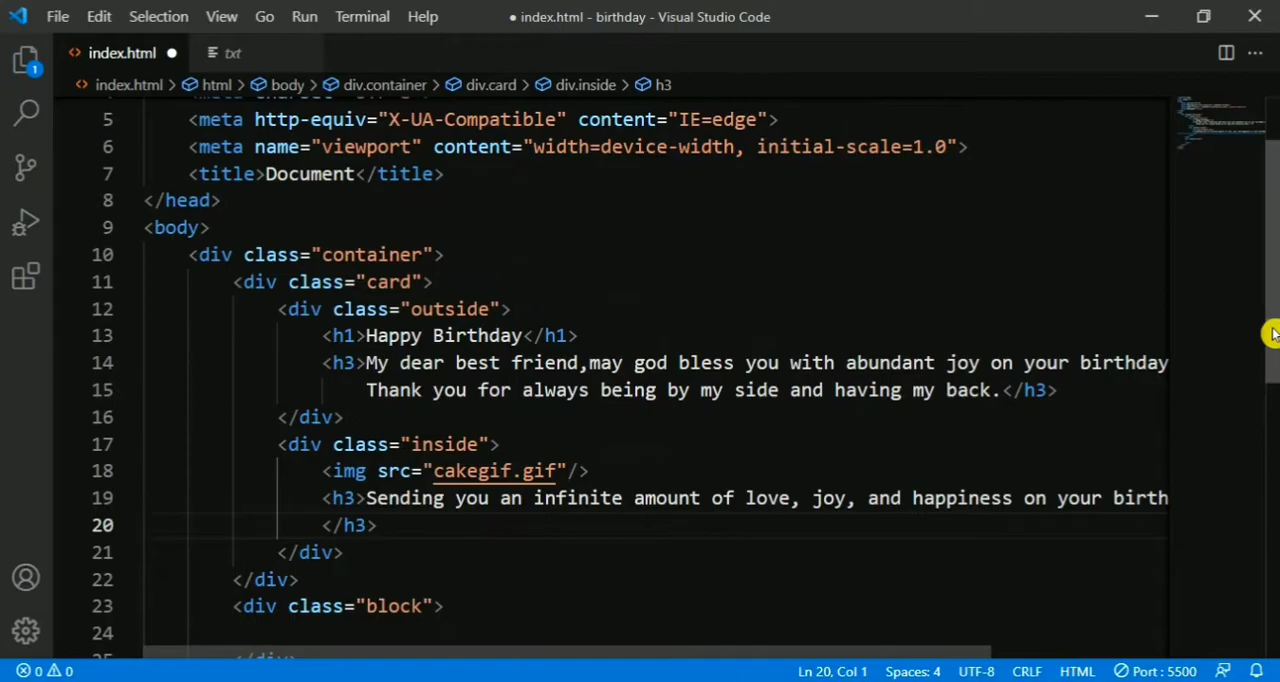 File Edit Selection View Go Run Terminal Help ● index.html - birthday - Visual Studio Code
<> index.html ● txt
<> index.html > html > body > div.container > div.card > div.inside > h3
5 <meta http-equiv="X-UA-Compatible" content="IE=edge">
6 <meta name="viewport" content="width=device-width, initial-scale=1.0">
7 <title>Document</title>
8 </head>
9 <body>
10 <div class="container">
11 <div class="card">
12 <div class="outside">
13 <h1>Happy Birthday</h1>
14 <h3>My dear best friend,may god bless you with abundant joy on your birthday
15 Thank you for always being by my side and having my back.</h3>
16 </div>
17 <div class="inside">
18 <img src="cakegif.gif"/>
19 <h3>Sending you an infinite amount of love, joy, and happiness on your birth
20 </h3>
21 </div>
22 </div>
23 <div class="block">
24
1
0 0 Ln 20, Col 1 Spaces: 4 UTF-8 CRLF HTML Port : 5500